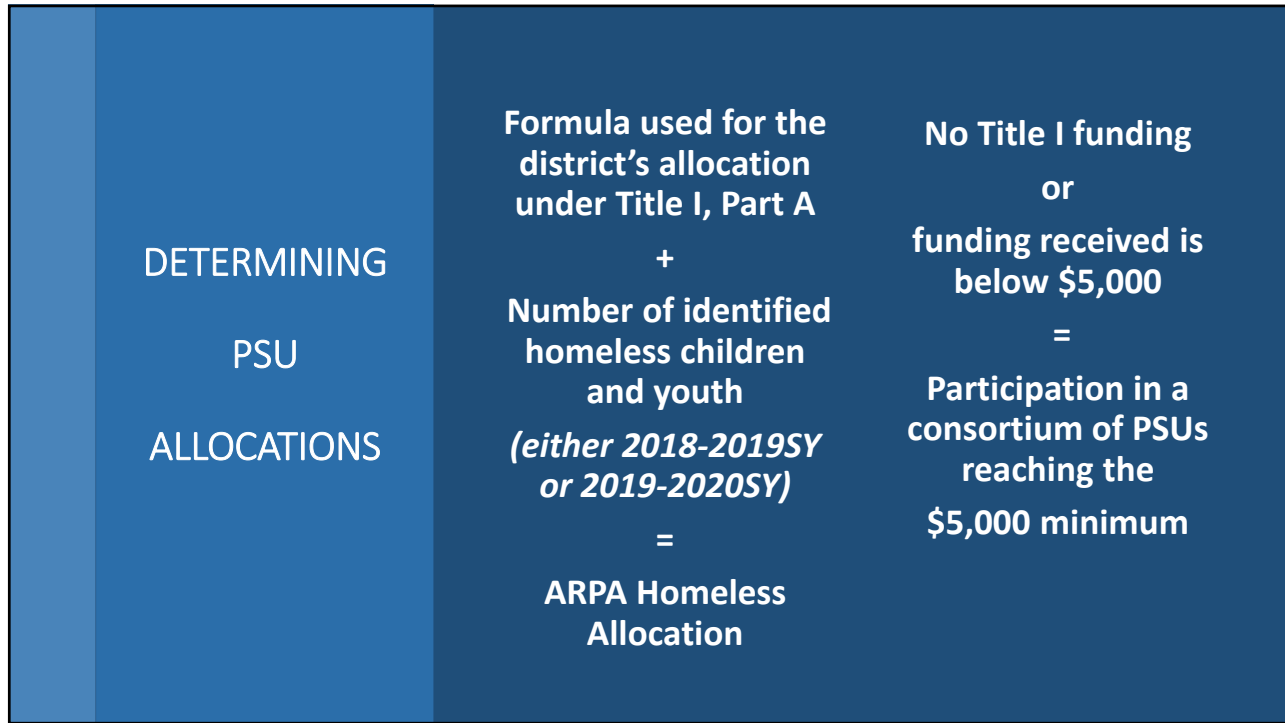 DETERMINING
PSU
ALLOCATIONS
Formula used for the
district’s allocation
under Title I, Part A
+
Number of identified
homeless children
and youth
(either 2018-2019SY
or 2019-2020SY)
=
ARPA Homeless
Allocation
No Title I funding
or
funding received is
below $5,000
=
Participation in a
consortium of PSUs
reaching the
$5,000 minimum